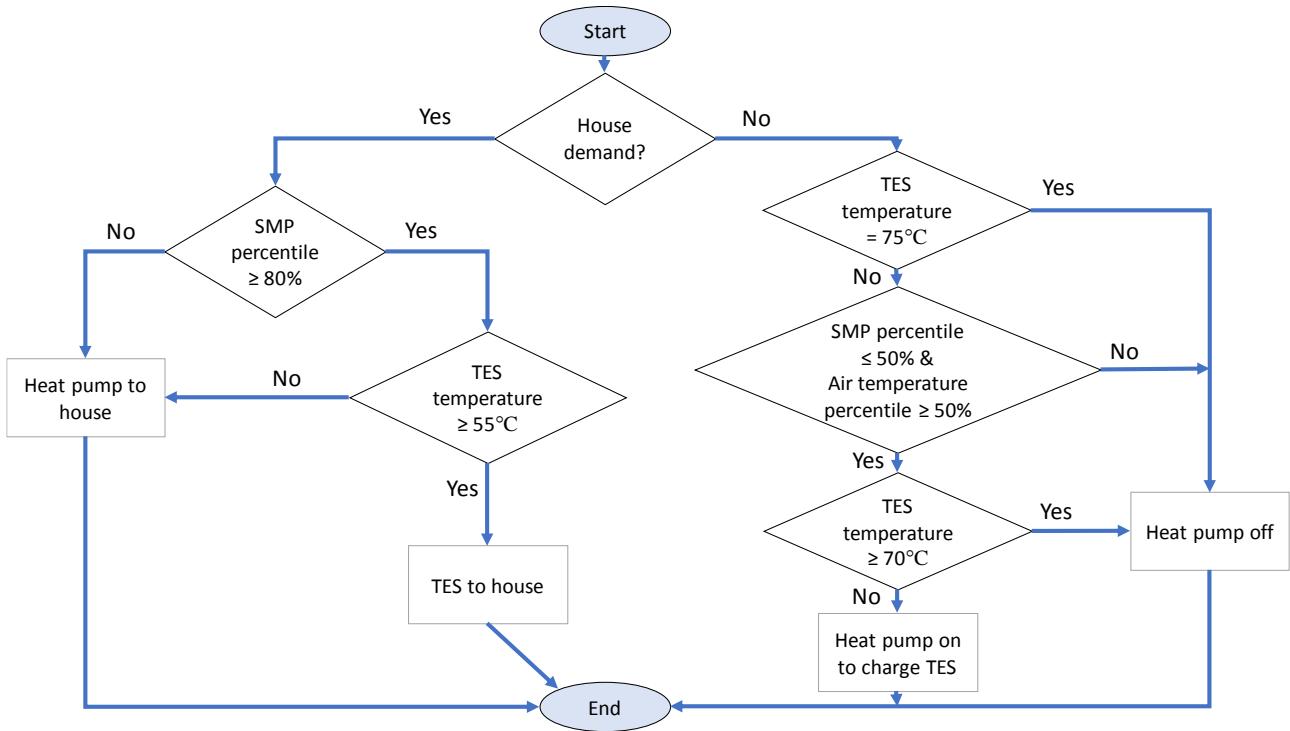 Start
House
demand?
Yes
No
SMP
percentile
≥ 80%
No
Yes
TES
temperature
= 75℃
Yes
No
Heat pump to
house
No
TES
temperature
≥ 55℃
Yes
SMP percentile
≤ 50% &
Air temperature
percentile ≥ 50%
No
Yes
TES
temperature
≥ 70℃
Yes
No
Heat pump off
TES to house
Heat pump on
to charge TES
End